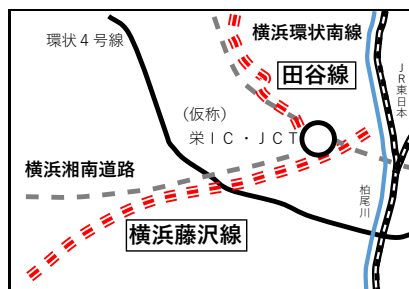 環状４号線
横浜環状南線
田谷線
ＪＲ東日本
（仮称）
栄ＩＣ・ＪＣＴ
横浜湘南道路
柏尾川
横浜藤沢線